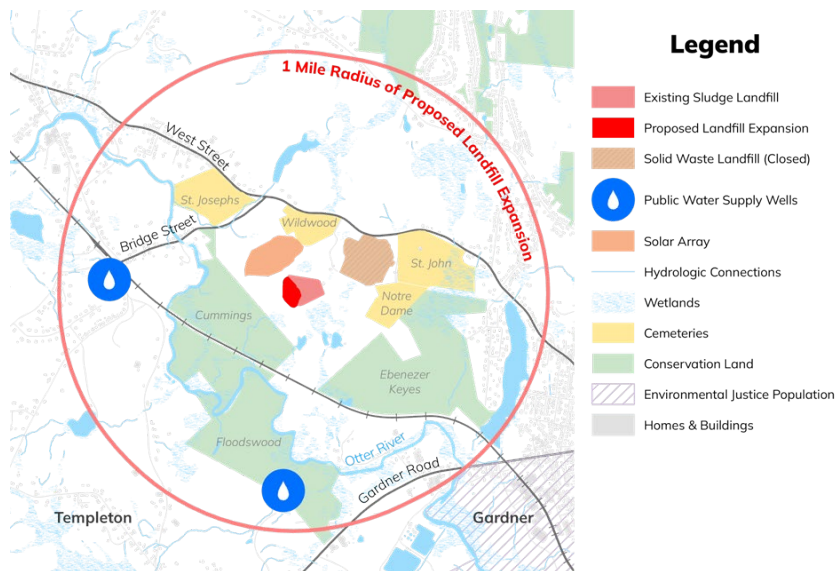 1 Mile Radius of Proposed Landfill Expansion
West Street
St. Josephs
Wildwood
Bridge Street
St. John
Notre
Dame
Cummings
Ebenezer
Keyes
Floodswood
Otter River
Gardner Road
Templeton
Gardner
Legend
Existing Sludge Landfill
Proposed Landfill Expansion
Solid Waste Landfill (Closed)
Public Water Supply Wells
Solar Array
Hydrologic Connections
Wetlands
Cemeteries
Conservation Land
Environmental Justice Population
Homes & Buildings